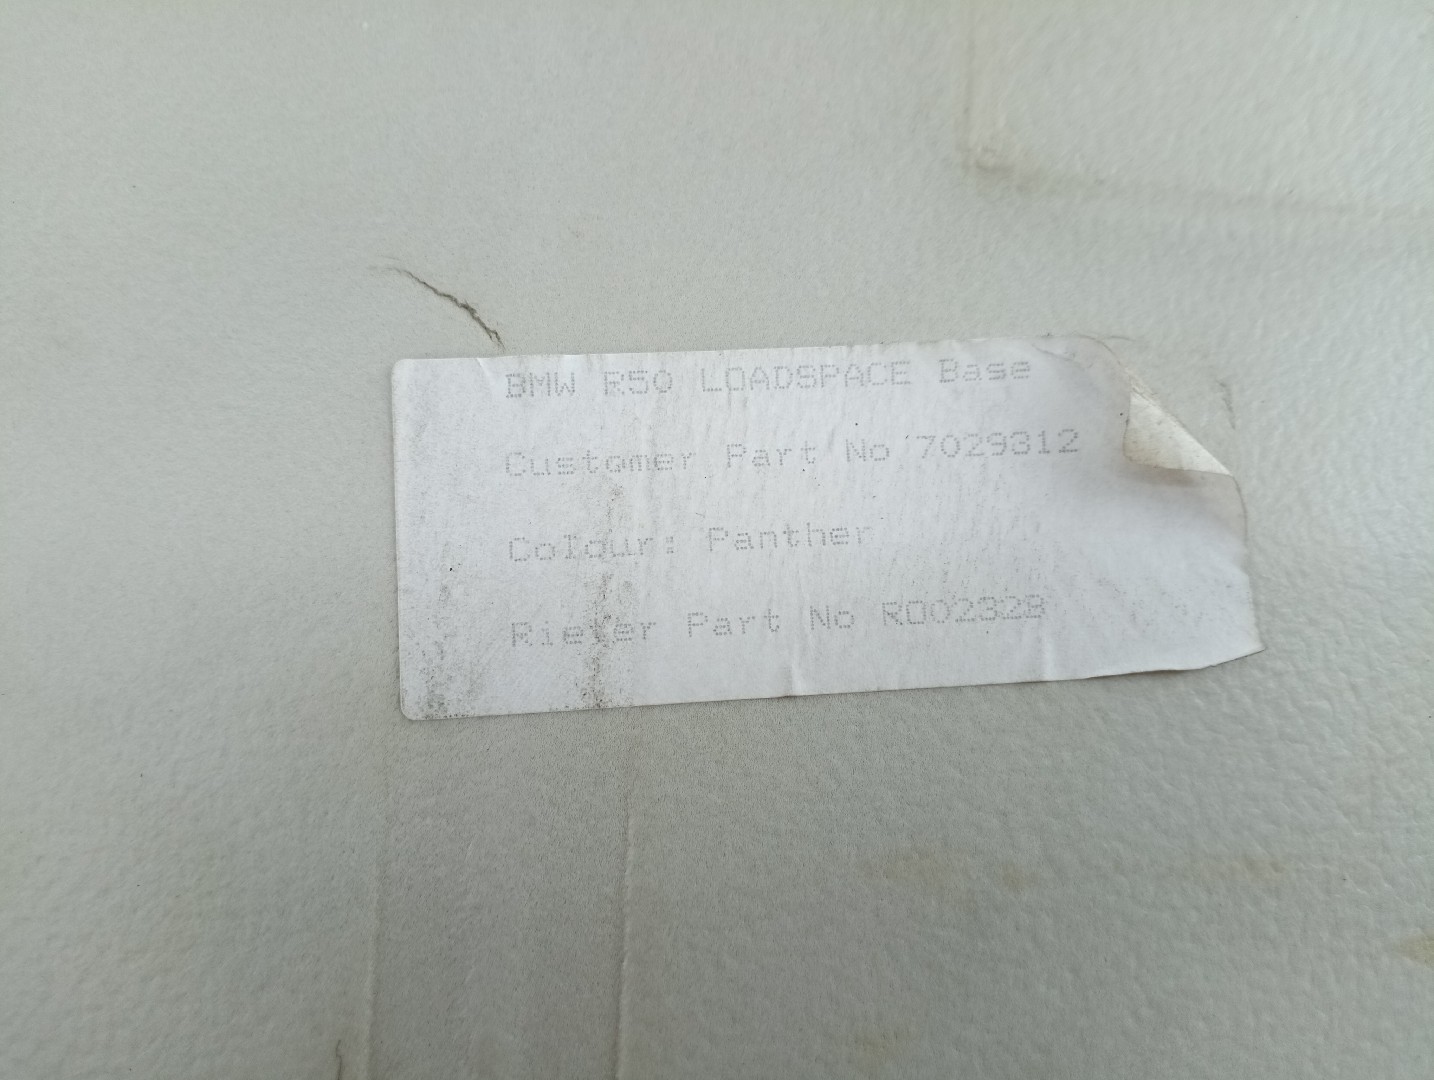 BMW R50 LOADSPACE Base
Customer Part No 7029312
Colour: Panther
Rieter Part No R002328